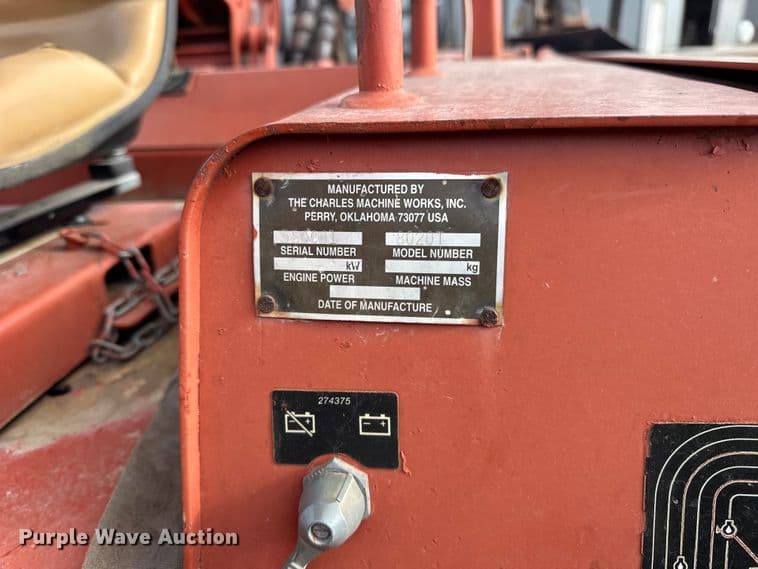 MANUFACTURED BY
THE CHARLES MACHINE WORKS, INC.
PERRY, OKLAHOMA 73077 USA
8020T
SERIAL NUMBER MODEL NUMBER
kW kg
ENGINE POWER MACHINE MASS
DATE OF MANUFACTURE
274375
Purple Wave Auction